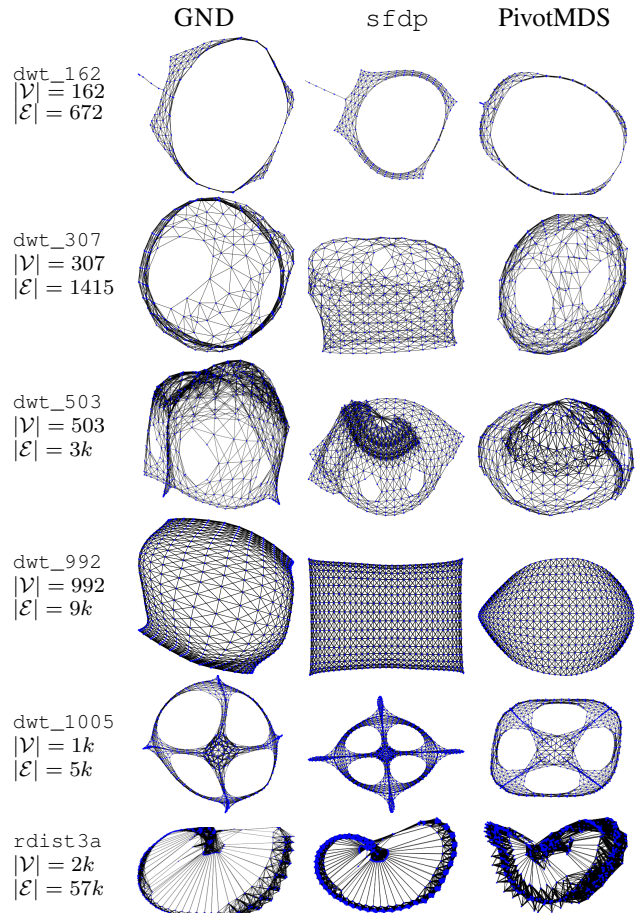 GND sfdp PivotMDS
dwt_162
|𝒱| = 162
|ℰ| = 672
dwt_307
|𝒱| = 307
|ℰ| = 1415
dwt_503
|𝒱| = 503
|ℰ| = 3k
dwt_992
|𝒱| = 992
|ℰ| = 9k
dwt_1005
|𝒱| = 1k
|ℰ| = 5k
rdist3a
|𝒱| = 2k
|ℰ| = 57k